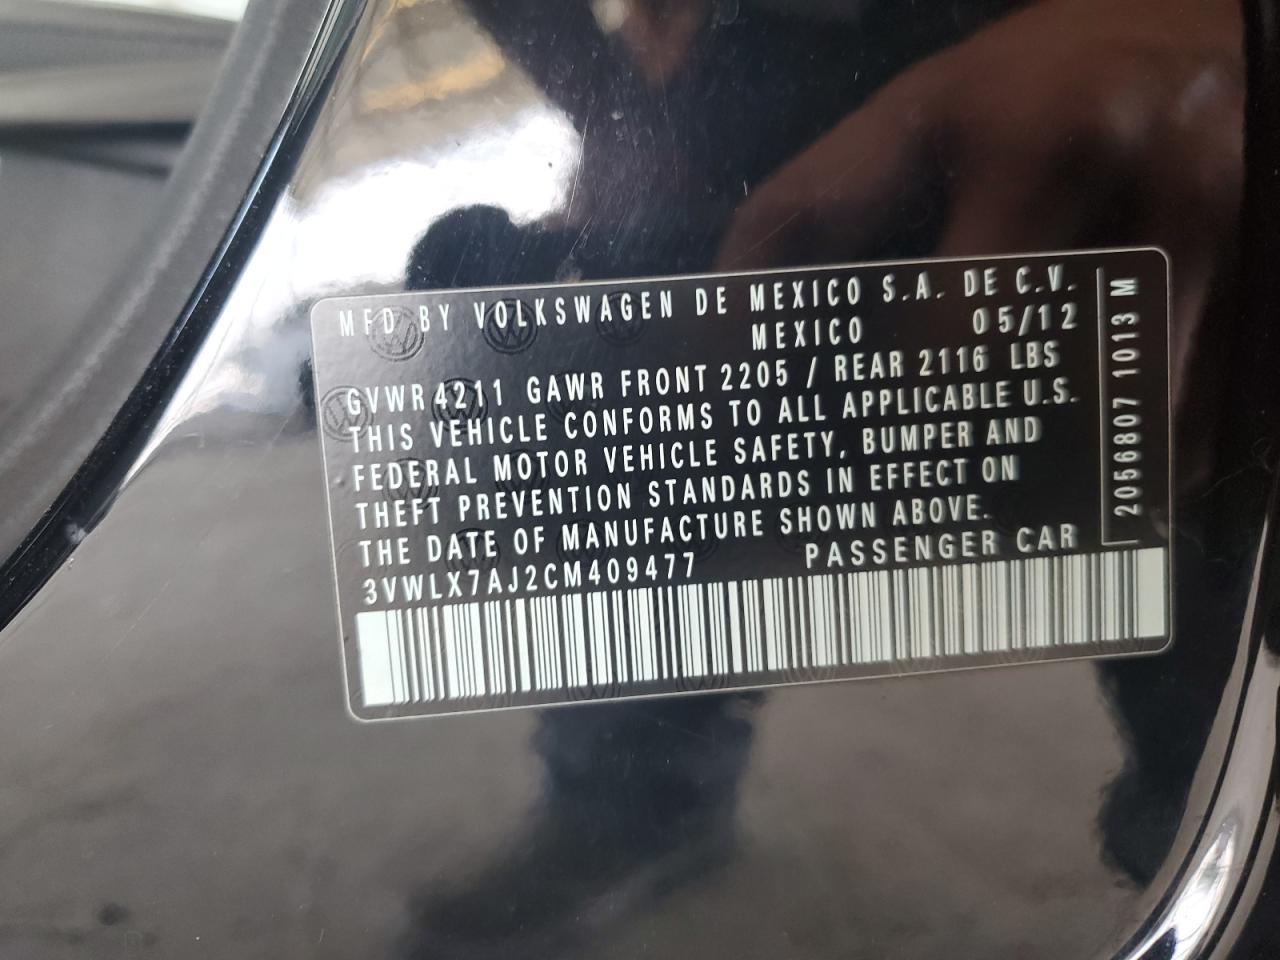 MFD BY VOLKSWAGEN DE MEXICO S.A. DE C.V.
MEXICO 05/12
GVWR 4211 GAWR FRONT 2205 / REAR 2116 LBS
THIS VEHICLE CONFORMS TO ALL APPLICABLE U.S.
FEDERAL MOTOR VEHICLE SAFETY, BUMPER AND
THEFT PREVENTION STANDARDS IN EFFECT ON
THE DATE OF MANUFACTURE SHOWN ABOVE.
3VWLX7AJ2CM409477 PASSENGER CAR
2056807 1013 M